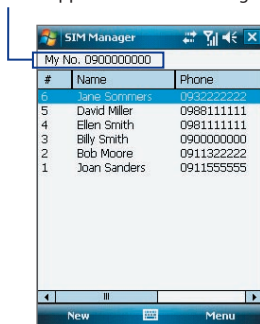 SIM Manager
My No. 0900000000
# Name Phone
6 Jane Sommers 0932222222
5 David Miller 0988111111
4 Ellen Smith 0981111111
3 Billy Smith 0900000000
2 Bob Moore 0911322222
1 Joan Sanders 0911555555
New Menu